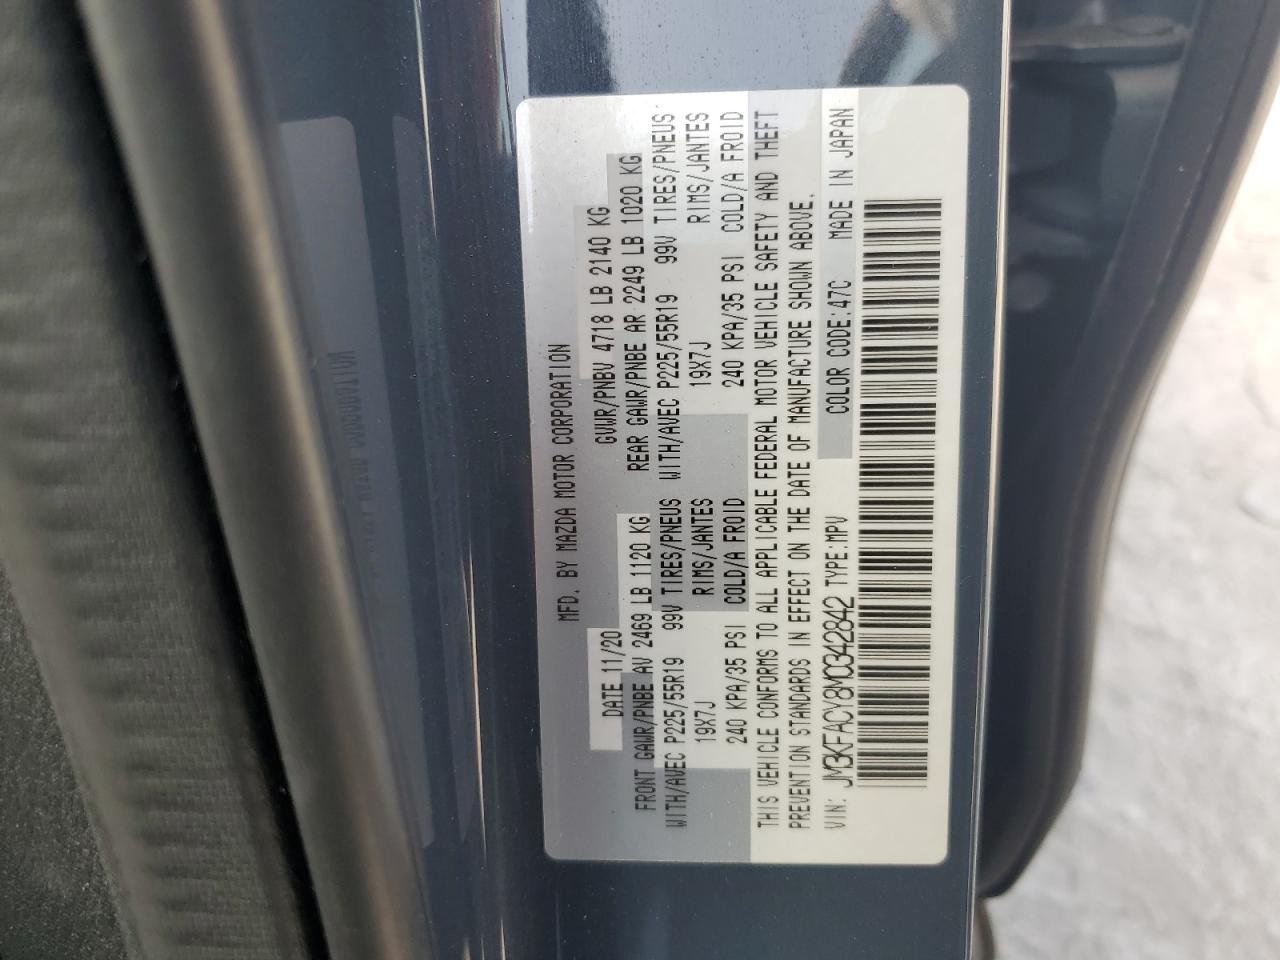 MFD. BY MAZDA MOTOR CORPORATION
DATE 11/20 GVWR/PNBV 4718 LB 2140 KG
FRONT GAWR/PNBE AV 2469 LB 1120 KG REAR GAWR/PNBE AR 2249 LB 1020 KG
WITH/AVEC P225/55R19 99V TIRES/PNEUS WITH/AVEC P225/55R19 99V TIRES/PNEUS
19X7J RIMS/JANTES 19X7J RIMS/JANTES
240 KPA/35 PSI COLD/A FROID 240 KPA/35 PSI COLD/A FROID
THIS VEHICLE CONFORMS TO ALL APPLICABLE FEDERAL MOTOR VEHICLE SAFETY AND THEFT
PREVENTION STANDARDS IN EFFECT ON THE DATE OF MANUFACTURE SHOWN ABOVE.
VIN: JM3KFACY8M0342842 TYPE:MPV COLOR CODE:47C MADE IN JAPAN